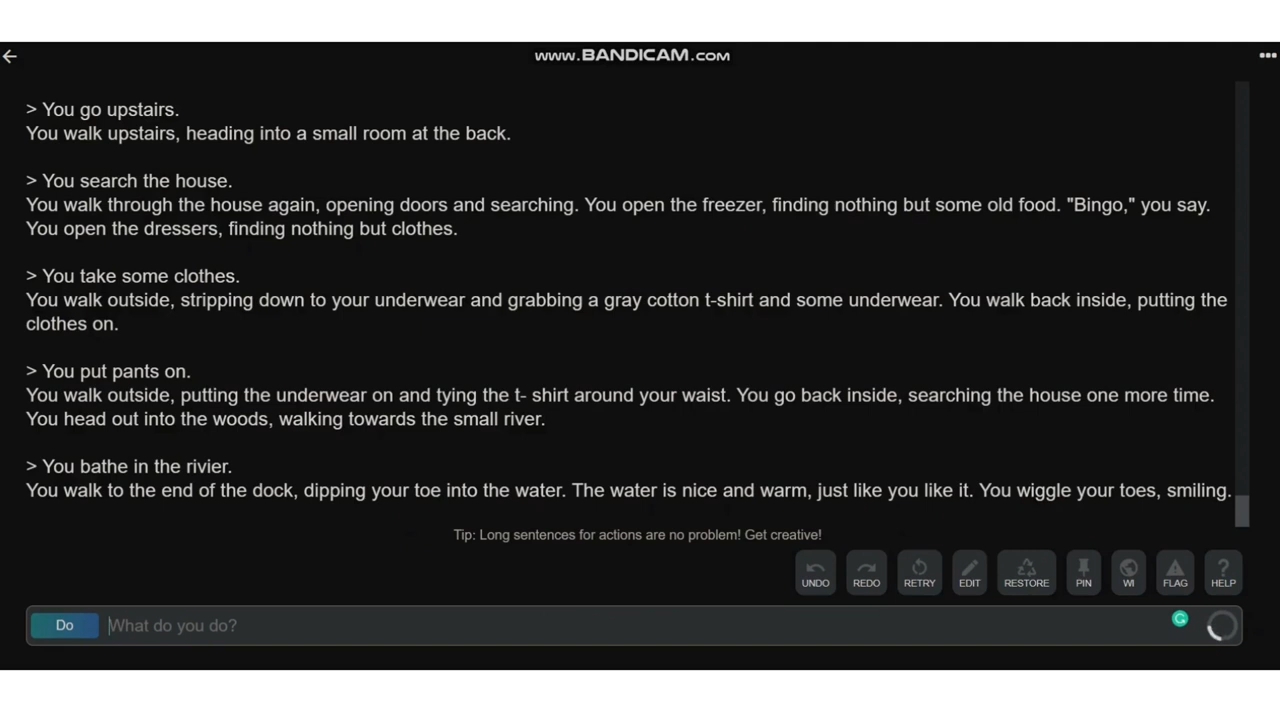 www.BANDICAM.com
> You go upstairs.
You walk upstairs, heading into a small room at the back.
> You search the house.
You walk through the house again, opening doors and searching. You open the freezer, finding nothing but some old food. "Bingo," you say.
You open the dressers, finding nothing but clothes.
> You take some clothes.
You walk outside, stripping down to your underwear and grabbing a gray cotton t-shirt and some underwear. You walk back inside, putting the
clothes on.
> You put pants on.
You walk outside, putting the underwear on and tying the t- shirt around your waist. You go back inside, searching the house one more time.
You head out into the woods, walking towards the small river.
> You bathe in the rivier.
You walk to the end of the dock, dipping your toe into the water. The water is nice and warm, just like you like it. You wiggle your toes, smiling.
Tip: Long sentences for actions are no problem! Get creative!
UNDO REDO RETRY EDIT RESTORE PIN WI FLAG HELP
Do What do you do?